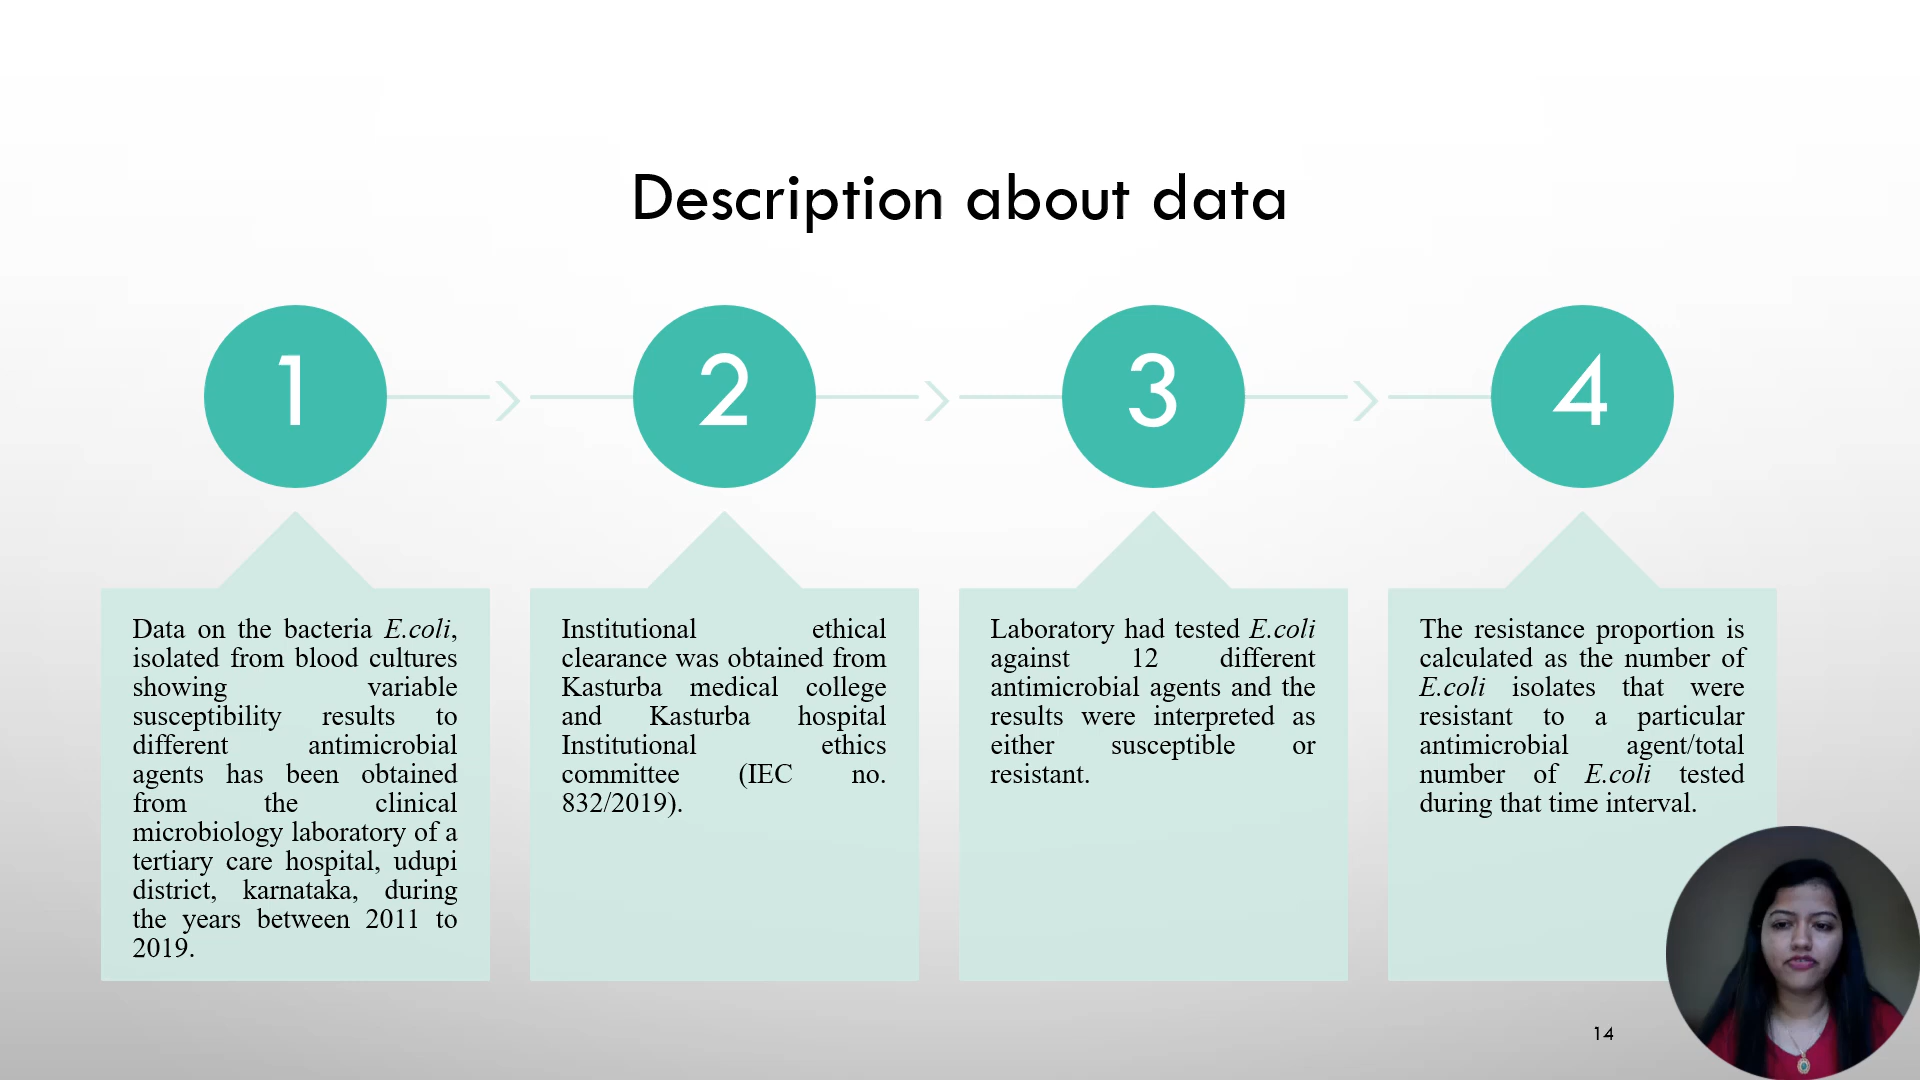 Description about data
1
2
3
4
Data on the bacteria E.coli,
isolated from blood cultures
showing variable
susceptibility results to
different antimicrobial
agents has been obtained
from the clinical
microbiology laboratory of a
tertiary care hospital, udupi
district, karnataka, during
the years between 2011 to
2019.
Institutional ethical
clearance was obtained from
Kasturba medical college
and Kasturba hospital
Institutional ethics
committee (IEC no.
832/2019).
Laboratory had tested E.coli
against 12 different
antimicrobial agents and the
results were interpreted as
either susceptible or
resistant.
The resistance proportion is
calculated as the number of
E.coli isolates that were
resistant to a particular
antimicrobial agent/total
number of E.coli tested
during that time interval.
14